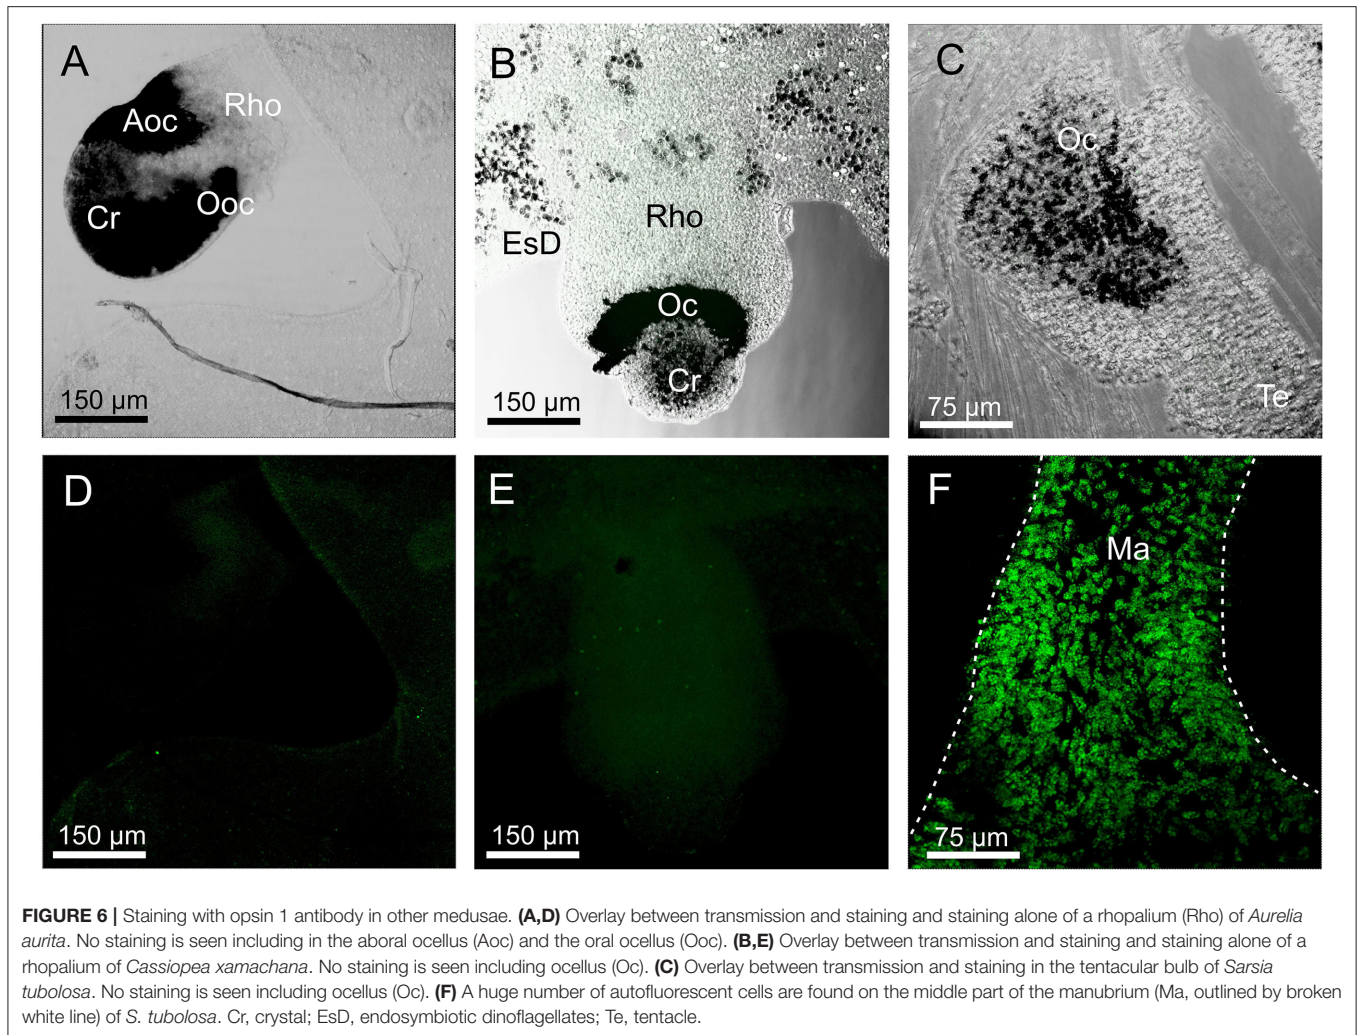 A
Aoc
Rho
Cr
Ooc
150 µm
B
EsD
Rho
Oc
Cr
150 µm
C
Oc
Te
75 µm
D
150 µm
E
150 µm
F
Ma
75 µm
FIGURE 6 | Staining with opsin 1 antibody in other medusae. (A,D) Overlay between transmission and staining and staining alone of a rhopalium (Rho) of Aurelia
aurita. No staining is seen including in the aboral ocellus (Aoc) and the oral ocellus (Ooc). (B,E) Overlay between transmission and staining and staining alone of a
rhopalium of Cassiopea xamachana. No staining is seen including ocellus (Oc). (C) Overlay between transmission and staining in the tentacular bulb of Sarsia
tubolosa. No staining is seen including ocellus (Oc). (F) A huge number of autofluorescent cells are found on the middle part of the manubrium (Ma, outlined by broken
white line) of S. tubolosa. Cr, crystal; EsD, endosymbiotic dinoflagellates; Te, tentacle.